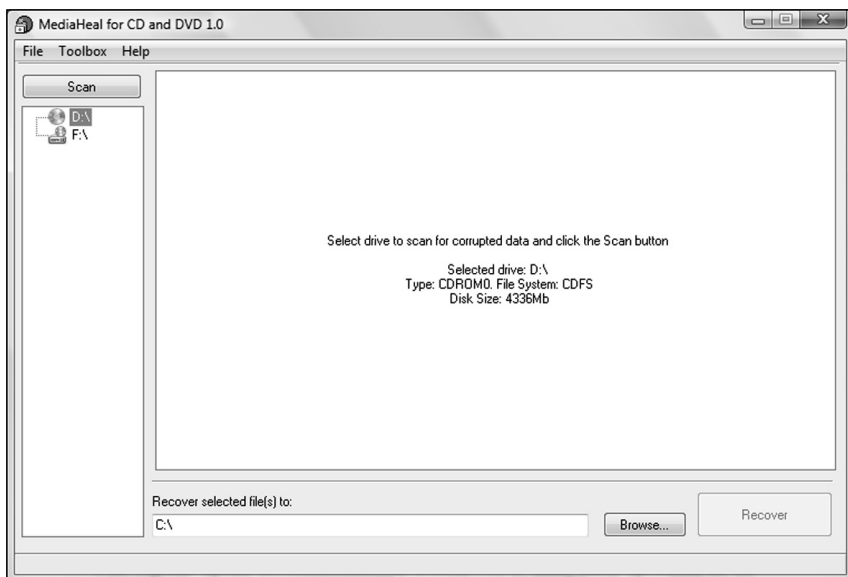 MediaHeal for CD and DVD 1.0
File Toolbox Help
Scan
D:\
F:\
Select drive to scan for corrupted data and click the Scan button
Selected drive: D:\
Type: CDROM0. File System: CDFS
Disk Size: 4336Mb
Recover selected file(s) to:
C:\
Browse...
Recover